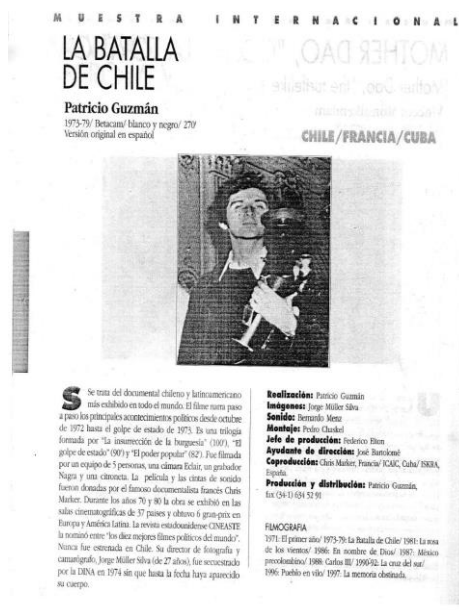 MUESTRA INTERNACIONAL
LA BATALLA
DE CHILE
Patricio Guzmán
1973-79/ Betacam/ blanco y negro/ 270'
Versión original en español
CHILE/FRANCIA/CUBA
Se trata del documental chileno y latinoamericano
más exhibido en todo el mundo. El filme narra paso
a paso los principales acontecimientos políticos desde octubre
de 1972 hasta el golpe de estado de 1973. Es una trilogía
formada por "La insurrección de la burguesía" (100'), "El
golpe de estado" (90') y "El poder popular" (82'). Fue filmada
por un equipo de 5 personas, una cámara Eclair, un grabador
Nagra y una citroneta. La película y las cintas de sonido
fueron donadas por el famoso documentalista francés Chris
Marker. Durante los años 70 y 80 la obra se exhibió en las
salas cinematográficas de 37 países y obtuvo 6 gran-prix en
Europa y América Latina. La revista estadounidense CINEASTE
la nominó entre "los diez mejores filmes políticos del mundo".
Nunca fue estrenada en Chile. Su director de fotografía y
camarógrafo, Jorge Müller Silva (de 27 años), fue secuestrado
por la DINA en 1974 sin que hasta la fecha haya aparecido
su cuerpo.
Realización: Patricio Guzmán
Imágenes: Jorge Müller Silva
Sonido: Bernardo Menz
Montaje: Pedro Chaskel
Jefe de producción: Federico Elton
Ayudante de dirección: José Bartolomé
Coproducción: Chris Marker, Francia/ ICAIC, Cuba/ ISKRA,
España.
Producción y distribución: Patricio Guzmán,
fax (34-1) 634 52 91
FILMOGRAFIA
1971: El primer año/ 1973-79: La Batalla de Chile/ 1981: La rosa
de los vientos/ 1986: En nombre de Dios/ 1987: México
precolombino/ 1988: Carlos III/ 1990-92: La cruz del sur/
1996: Pueblo en vilo/ 1997: La memoria obstinada.